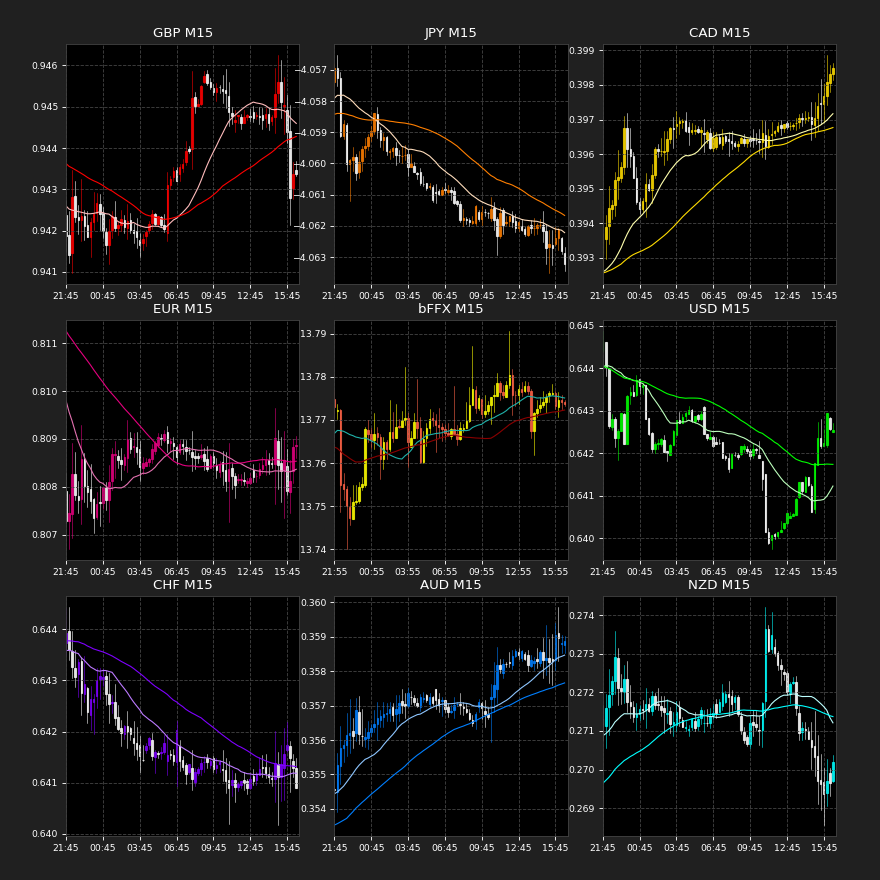 GBP M15 JPY M15 CAD M15
0.946 0.945 0.944 0.943 0.942 0.941
−4.057 −4.058 −4.059 −4.060 −4.061 −4.062 −4.063
0.399 0.398 0.397 0.396 0.395 0.394 0.393
21:45 00:45 03:45 06:45 09:45 12:45 15:45 21:45 00:45 03:45 06:45 09:45 12:45 15:45 21:45 00:45 03:45 06:45 09:45 12:45 15:45
EUR M15 bFFX M15 USD M15
0.811 0.810 0.809 0.808 0.807
13.79 13.78 13.77 13.76 13.75 13.74
0.645 0.644 0.643 0.642 0.641 0.640
21:45 00:45 03:45 06:45 09:45 12:45 15:45 21:55 00:55 03:55 06:55 09:55 12:55 15:55 21:45 00:45 03:45 06:45 09:45 12:45 15:45
CHF M15 AUD M15 NZD M15
0.644 0.643 0.642 0.641 0.640
0.360 0.359 0.358 0.357 0.356 0.355 0.354
0.274 0.273 0.272 0.271 0.270 0.269
21:45 00:45 03:45 06:45 09:45 12:45 15:45 21:45 00:45 03:45 06:45 09:45 12:45 15:45 21:45 00:45 03:45 06:45 09:45 12:45 15:45